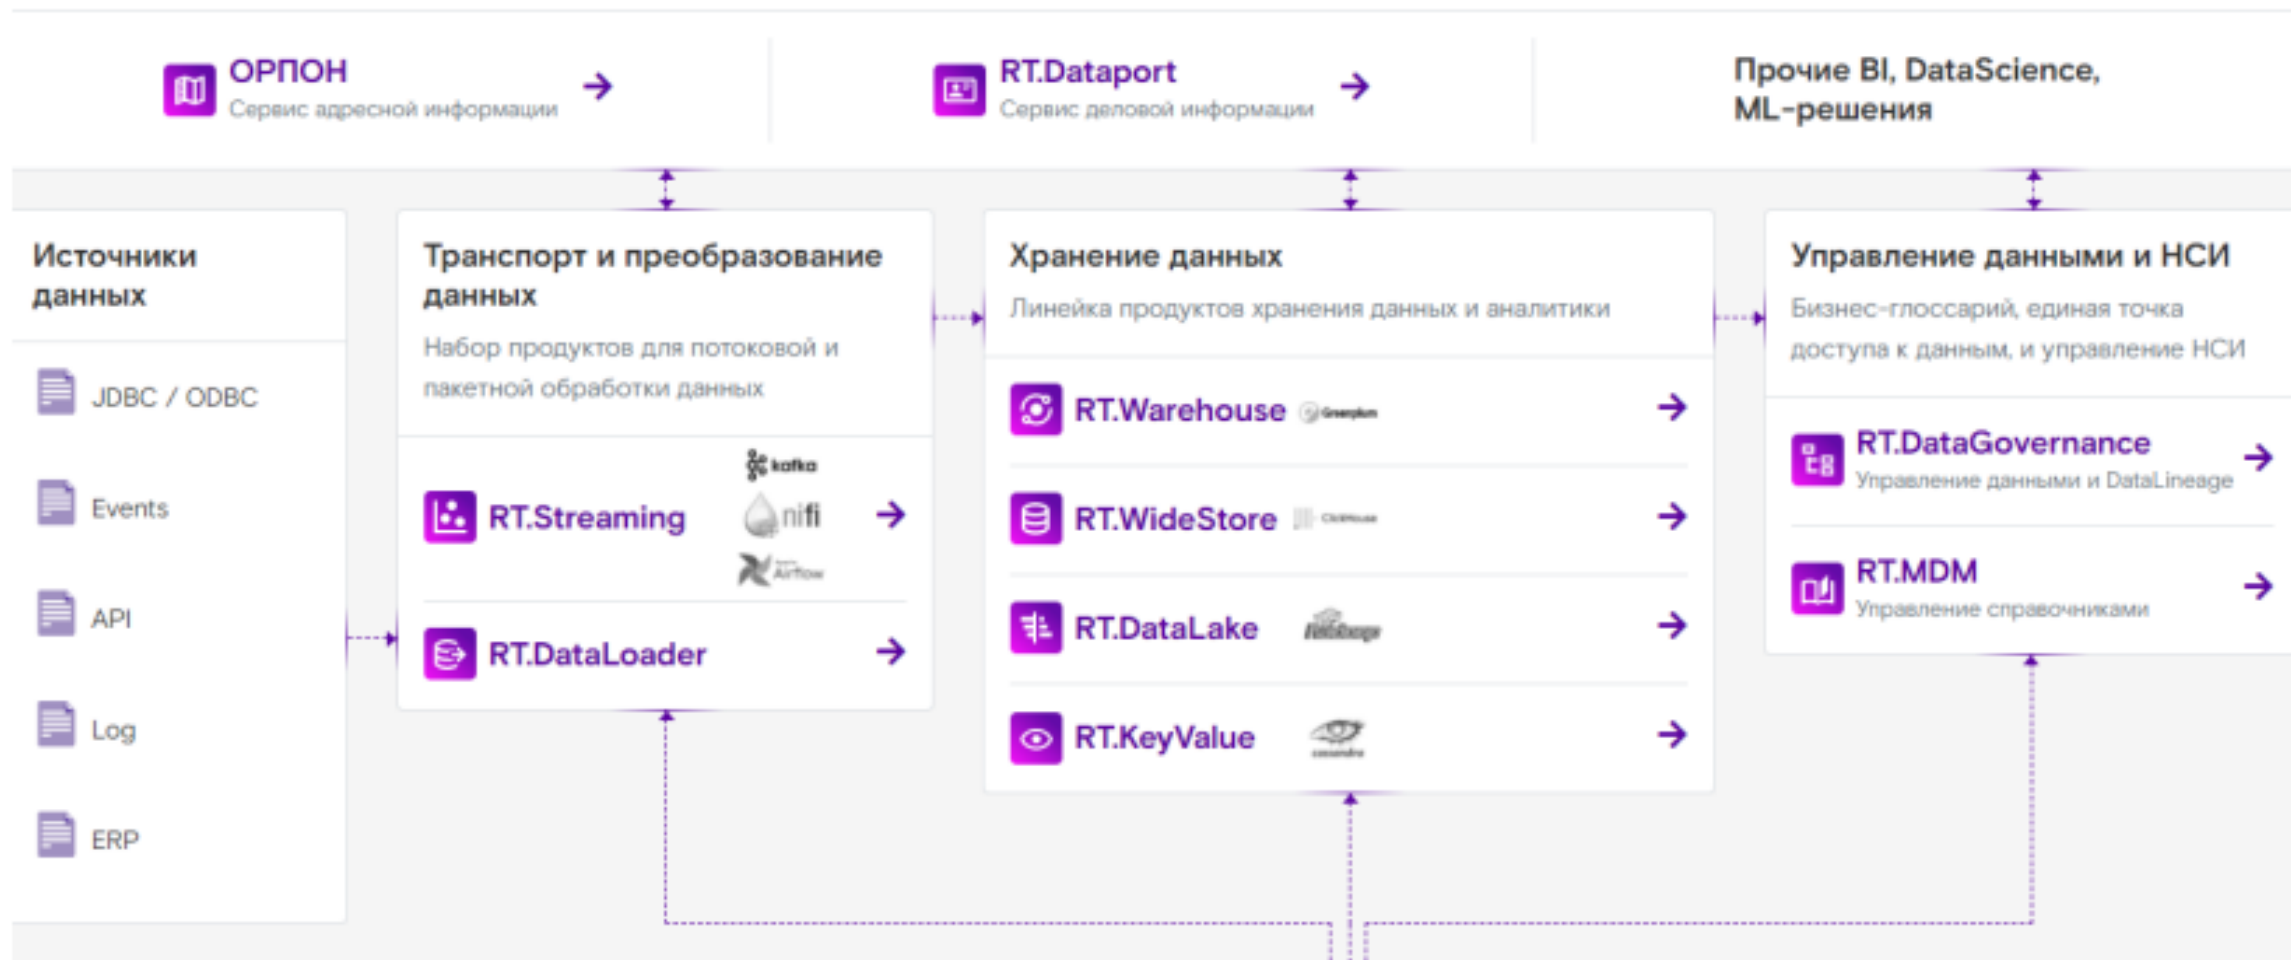 ОРПОН
Сервис адресной информации
RT.Dataport
Сервис деловой информации
Прочие BI, DataScience,
ML-решения
Источники
данных
JDBC / ODBC
Events
API
Log
ERP
Транспорт и преобразование
данных
Набор продуктов для потоковой и
пакетной обработки данных
RT.Streaming
kafka
nifi
Airflow
RT.DataLoader
Хранение данных
Линейка продуктов хранения данных и аналитики
RT.Warehouse
Greenplum
RT.WideStore
ClickHouse
RT.DataLake
RT.KeyValue
cassandra
Управление данными и НСИ
Бизнес-глоссарий, единая точка
доступа к данным, и управление НСИ
RT.DataGovernance
Управление данными и DataLineage
RT.MDM
Управление справочниками